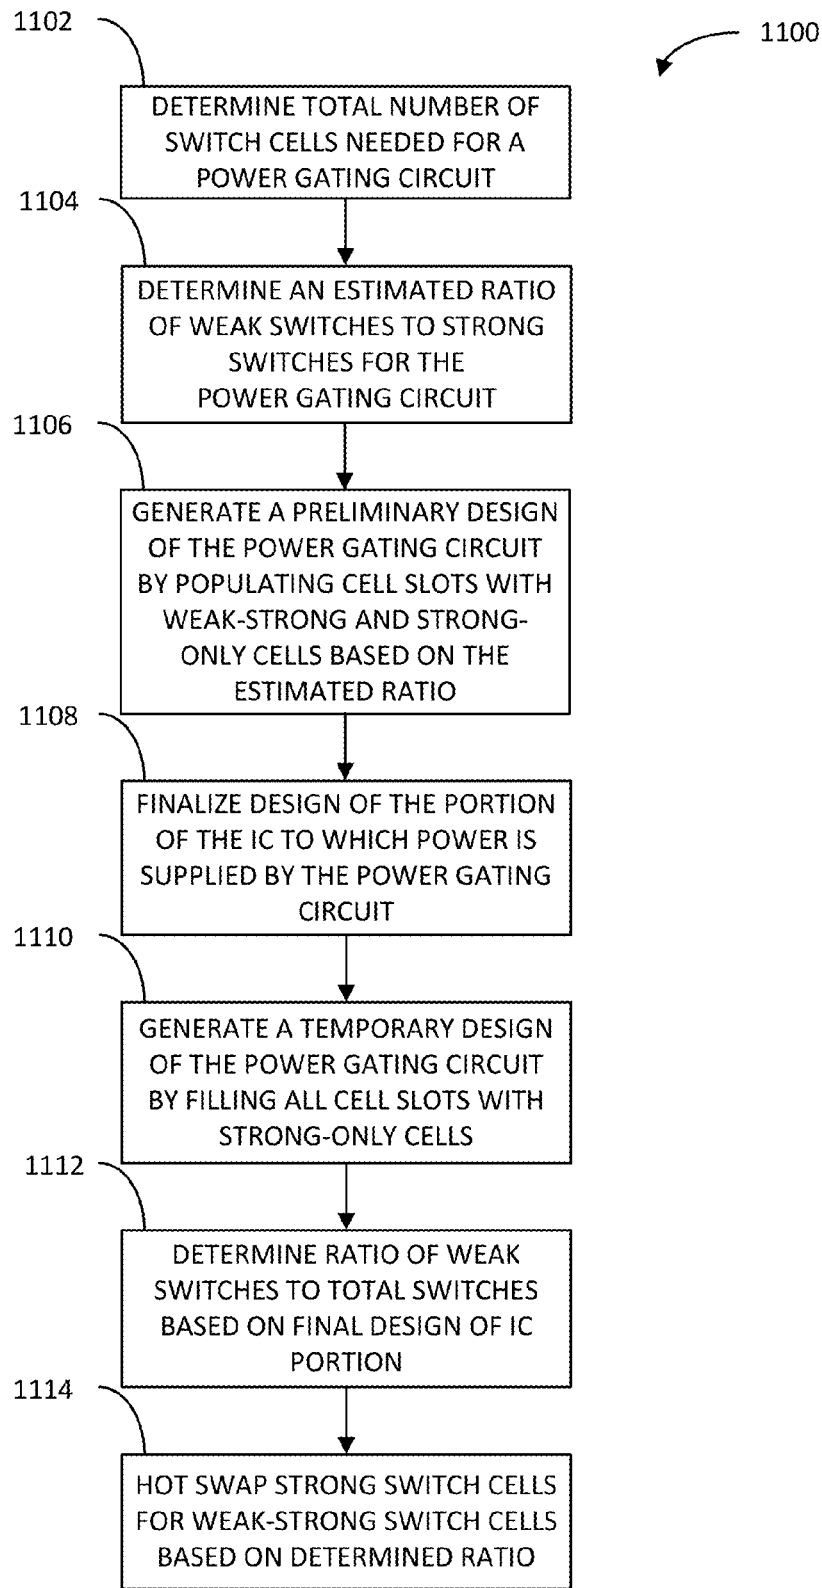 1102
1100
DETERMINE TOTAL NUMBER OF
SWITCH CELLS NEEDED FOR A
POWER GATING CIRCUIT
1104
DETERMINE AN ESTIMATED RATIO
OF WEAK SWITCHES TO STRONG
SWITCHES FOR THE
POWER GATING CIRCUIT
1106
GENERATE A PRELIMINARY DESIGN
OF THE POWER GATING CIRCUIT
BY POPULATING CELL SLOTS WITH
WEAK-STRONG AND STRONG-
ONLY CELLS BASED ON THE
ESTIMATED RATIO
1108
FINALIZE DESIGN OF THE PORTION
OF THE IC TO WHICH POWER IS
SUPPLIED BY THE POWER GATING
CIRCUIT
1110
GENERATE A TEMPORARY DESIGN
OF THE POWER GATING CIRCUIT
BY FILLING ALL CELL SLOTS WITH
STRONG-ONLY CELLS
1112
DETERMINE RATIO OF WEAK
SWITCHES TO TOTAL SWITCHES
BASED ON FINAL DESIGN OF IC
PORTION
1114
HOT SWAP STRONG SWITCH CELLS
FOR WEAK-STRONG SWITCH CELLS
BASED ON DETERMINED RATIO